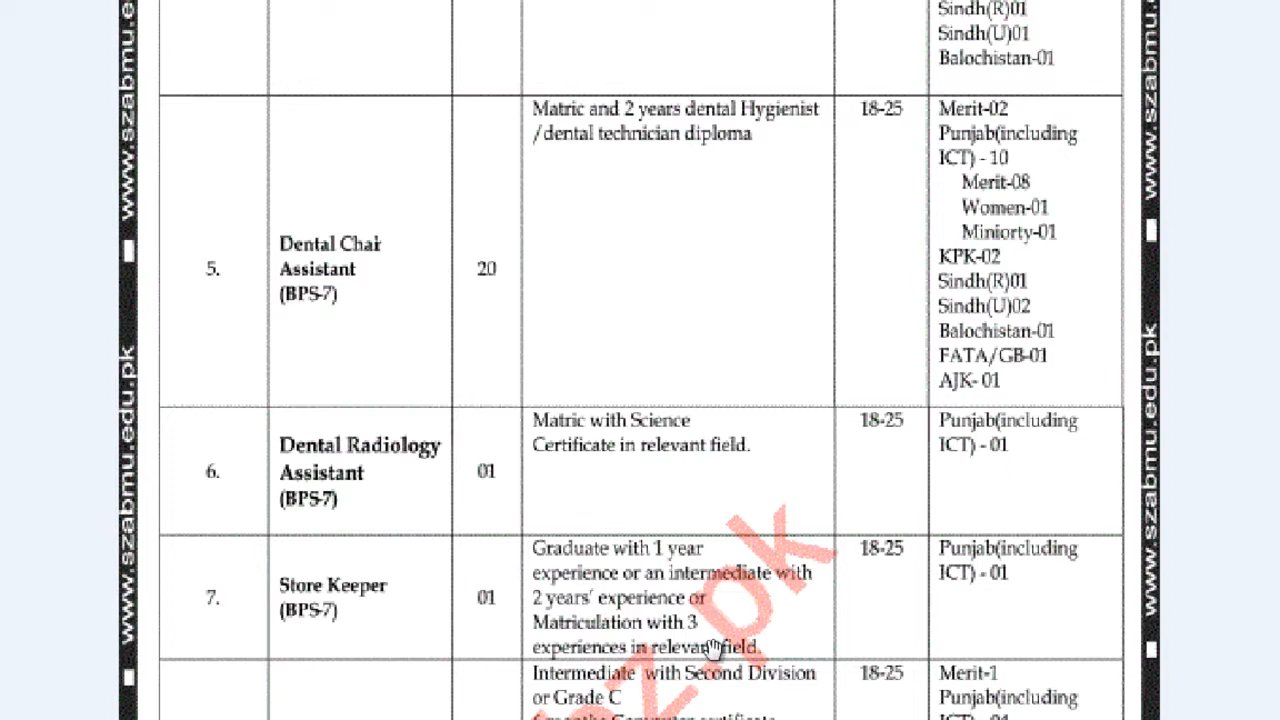 Sindh(R)01
Sindh(U)01
Balochistan-01
5.
Dental Chair
Assistant
(BPS-7)
20
Matric and 2 years dental Hygienist
/dental technician diploma
18-25
Merit-02
Punjab(including
ICT) - 10
Merit-08
Women-01
Miniorty-01
KPK-02
Sindh(R)01
Sindh(U)02
Balochistan-01
FATA/GB-01
AJK- 01
6.
Dental Radiology
Assistant
(BPS-7)
01
Matric with Science
Certificate in relevant field.
18-25
Punjab(including
ICT) - 01
7.
Store Keeper
(BPS-7)
01
Graduate with 1 year
experience or an intermediate with
2 years' experience or
Matriculation with 3
experiences in relevant field.
18-25
Punjab(including
ICT) - 01
Intermediate with Second Division
or Grade C
18-25
Merit-1
Punjab(including
www.szabmu.e
www.szabmu.edu.pk
www.szabmu.e
www.szabmu.edu.pk
z.pk